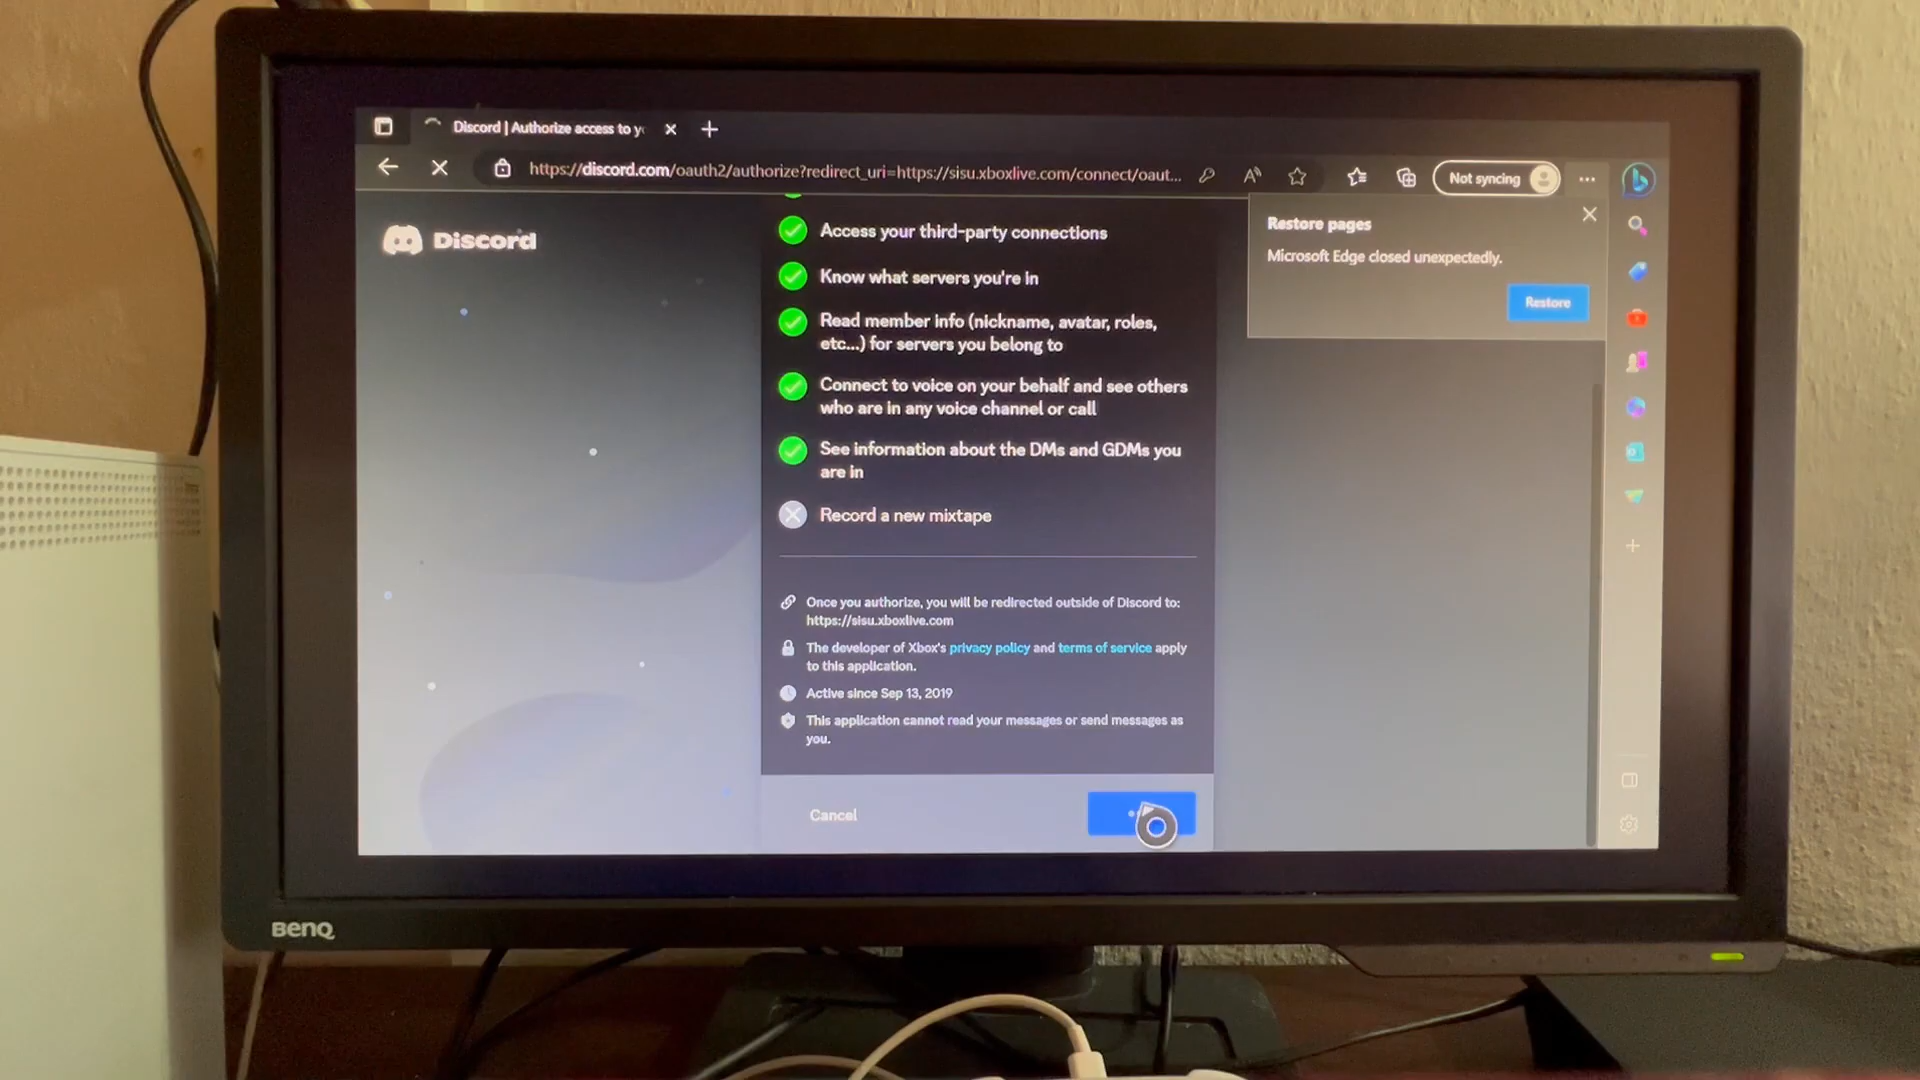 Discord | Authorize access to y
https://discord.com/oauth2/authorize?redirect_uri=https://sisu.xboxlive.com/connect/oaut...
Not syncing
Discord
Restore pages
Microsoft Edge closed unexpectedly.
Restore
Access your third-party connections
Know what servers you're in
Read member info (nickname, avatar, roles,
etc...) for servers you belong to
Connect to voice on your behalf and see others
who are in any voice channel or call
See information about the DMs and GDMs you
are in
Record a new mixtape
Once you authorize, you will be redirected outside of Discord to:
https://sisu.xboxlive.com
The developer of Xbox's privacy policy and terms of service apply
to this application.
Active since Sep 13, 2019
This application cannot read your messages or send messages as
you.
Cancel
BenQ